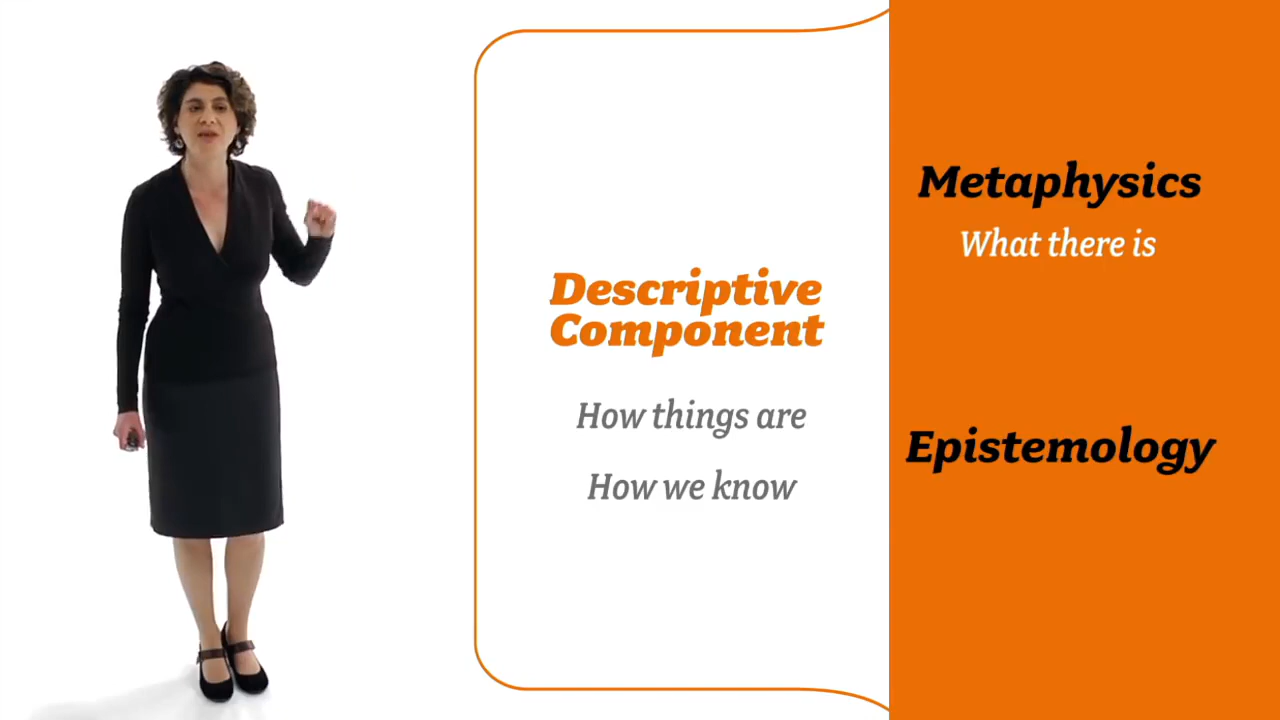 Descriptive
Component
How things are
How we know
Metaphysics
What there is
Epistemology